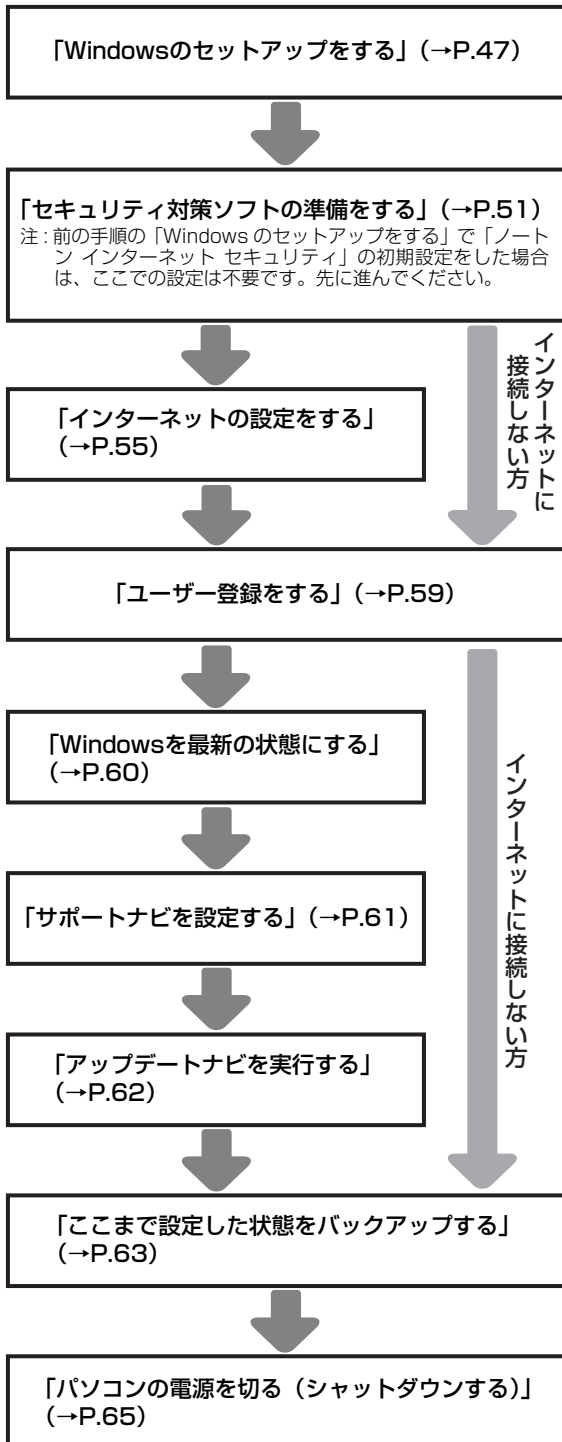 「Windowsのセットアップをする」（→P.47）
「セキュリティ対策ソフトの準備をする」（→P.51）
注：前の手順の「Windows のセットアップをする」で「ノート
ン インターネット セキュリティ」の初期設定をした場合
は、ここでの設定は不要です。先に進んでください。
インターネットに
接続しない方
「インターネットの設定をする」
（→P.55）
「ユーザー登録をする」（→P.59）
「Windowsを最新の状態にする」
（→P.60）
インターネットに接続しない方
「サポートナビを設定する」（→P.61）
「アップデートナビを実行する」
（→P.62）
「ここまで設定した状態をバックアップする」
（→P.63）
「パソコンの電源を切る（シャットダウンする）」
（→P.65）